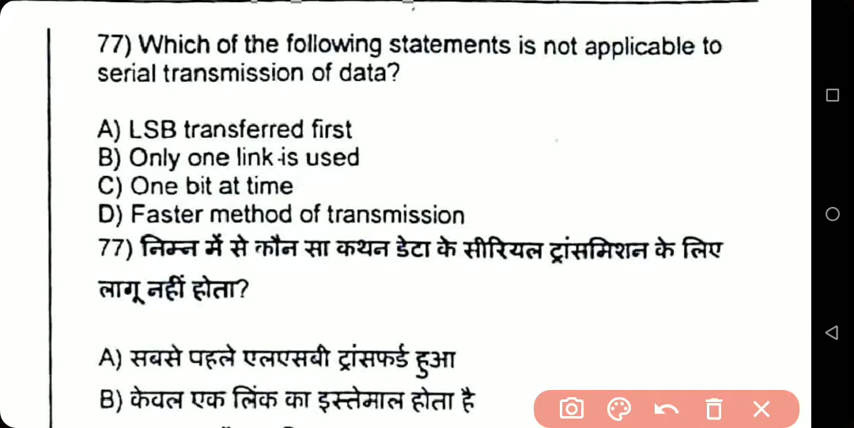 77) Which of the following statements is not applicable to
serial transmission of data?
A) LSB transferred first
B) Only one link is used
C) One bit at time
D) Faster method of transmission
77) निम्न में से कौन सा कथन डेटा के सीरियल ट्रांसमिशन के लिए
लागू नहीं होता?
A) सबसे पहले एलएसबी ट्रांसफर्ड हुआ
B) केवल एक लिंक का इस्तेमाल होता है